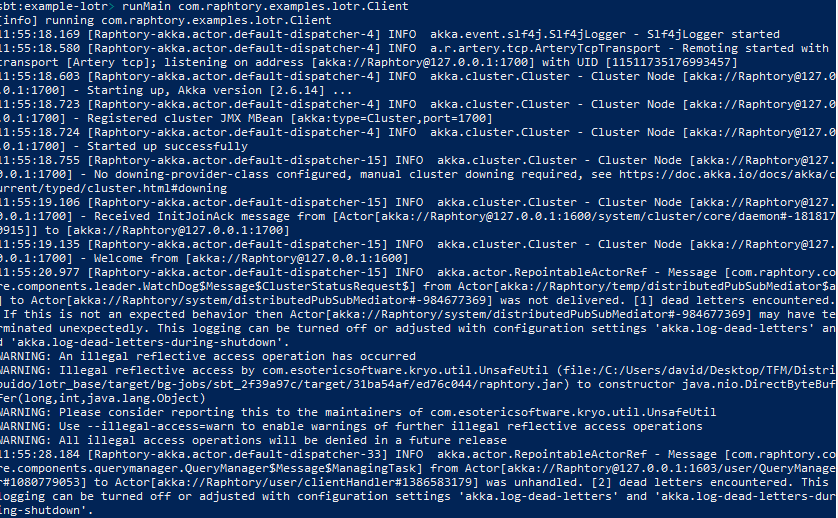 sbt:example-lotr> runMain com.raphtory.examples.lotr.Client
[info] running com.raphtory.examples.lotr.Client
11:55:18.169 [Raphtory-akka.actor.default-dispatcher-4] INFO  akka.event.slf4j.Slf4jLogger - Slf4jLogger started
11:55:18.580 [Raphtory-akka.actor.default-dispatcher-4] INFO  a.r.artery.tcp.ArteryTcpTransport - Remoting started with
transport [Artery tcp]; listening on address [akka://Raphtory@127.0.0.1:1700] with UID [11511735176993457]
11:55:18.603 [Raphtory-akka.actor.default-dispatcher-4] INFO  akka.cluster.Cluster - Cluster Node [akka://Raphtory@127.0
.0.1:1700] - Starting up, Akka version [2.6.14] ...
11:55:18.723 [Raphtory-akka.actor.default-dispatcher-4] INFO  akka.cluster.Cluster - Cluster Node [akka://Raphtory@127.0
.0.1:1700] - Registered cluster JMX MBean [akka:type=Cluster,port=1700]
11:55:18.724 [Raphtory-akka.actor.default-dispatcher-4] INFO  akka.cluster.Cluster - Cluster Node [akka://Raphtory@127.0
.0.1:1700] - Started up successfully
11:55:18.755 [Raphtory-akka.actor.default-dispatcher-15] INFO  akka.cluster.Cluster - Cluster Node [akka://Raphtory@127.
0.0.1:1700] - No downing-provider-class configured, manual cluster downing required, see https://doc.akka.io/docs/akka/c
urrent/typed/cluster.html#downing
11:55:19.106 [Raphtory-akka.actor.default-dispatcher-15] INFO  akka.cluster.Cluster - Cluster Node [akka://Raphtory@127.
0.0.1:1700] - Received InitJoinAck message from [Actor[akka://Raphtory@127.0.0.1:1600/system/cluster/core/daemon#-181817
0915]] to [akka://Raphtory@127.0.0.1:1700]
11:55:19.135 [Raphtory-akka.actor.default-dispatcher-15] INFO  akka.cluster.Cluster - Cluster Node [akka://Raphtory@127.
0.0.1:1700] - Welcome from [akka://Raphtory@127.0.0.1:1600]
11:55:20.977 [Raphtory-akka.actor.default-dispatcher-15] INFO  akka.actor.RepointableActorRef - Message [com.raphtory.co
re.components.leader.WatchDog$Message$ClusterStatusRequest$] from Actor[akka://Raphtory/temp/distributedPubSubMediator$a
] to Actor[akka://Raphtory/system/distributedPubSubMediator#-984677369] was not delivered. [1] dead letters encountered.
 If this is not an expected behavior then Actor[akka://Raphtory/system/distributedPubSubMediator#-984677369] may have te
rminated unexpectedly. This logging can be turned off or adjusted with configuration settings 'akka.log-dead-letters' an
d 'akka.log-dead-letters-during-shutdown'.
WARNING: An illegal reflective access operation has occurred
WARNING: Illegal reflective access by com.esotericsoftware.kryo.util.UnsafeUtil (file:/C:/Users/david/Desktop/TFM/Distri
buido/lotr_base/target/bg-jobs/sbt_2f39a97c/target/31ba54af/ed76c044/raphtory.jar) to constructor java.nio.DirectByteBuf
fer(long,int,java.lang.Object)
WARNING: Please consider reporting this to the maintainers of com.esotericsoftware.kryo.util.UnsafeUtil
WARNING: Use --illegal-access=warn to enable warnings of further illegal reflective access operations
WARNING: All illegal access operations will be denied in a future release
11:55:28.184 [Raphtory-akka.actor.default-dispatcher-33] INFO  akka.actor.RepointableActorRef - Message [com.raphtory.co
re.components.querymanager.QueryManager$Message$ManagingTask] from Actor[akka://Raphtory@127.0.0.1:1603/user/QueryManage
r#1080779053] to Actor[akka://Raphtory/user/clientHandler#1386583179] was unhandled. [2] dead letters encountered. This
logging can be turned off or adjusted with configuration settings 'akka.log-dead-letters' and 'akka.log-dead-letters-dur
ing-shutdown'.